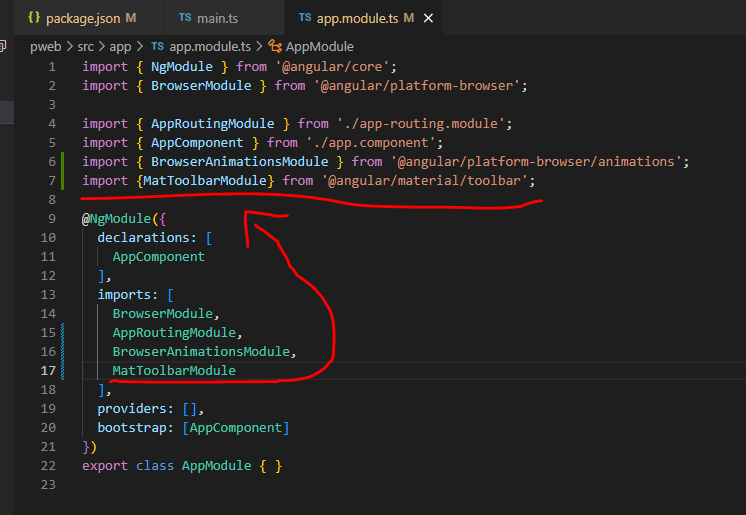 {} package.json M
TS main.ts
TS app.module.ts M ×
pweb > src > app > TS app.module.ts > AppModule
1 import { NgModule } from '@angular/core';
2 import { BrowserModule } from '@angular/platform-browser';
3
4 import { AppRoutingModule } from './app-routing.module';
5 import { AppComponent } from './app.component';
6 import { BrowserAnimationsModule } from '@angular/platform-browser/animations';
7 import {MatToolbarModule} from '@angular/material/toolbar';
8
9 @NgModule({
10 declarations: [
11 AppComponent
12 ],
13 imports: [
14 BrowserModule,
15 AppRoutingModule,
16 BrowserAnimationsModule,
17 MatToolbarModule
18 ],
19 providers: [],
20 bootstrap: [AppComponent]
21 })
22 export class AppModule { }
23